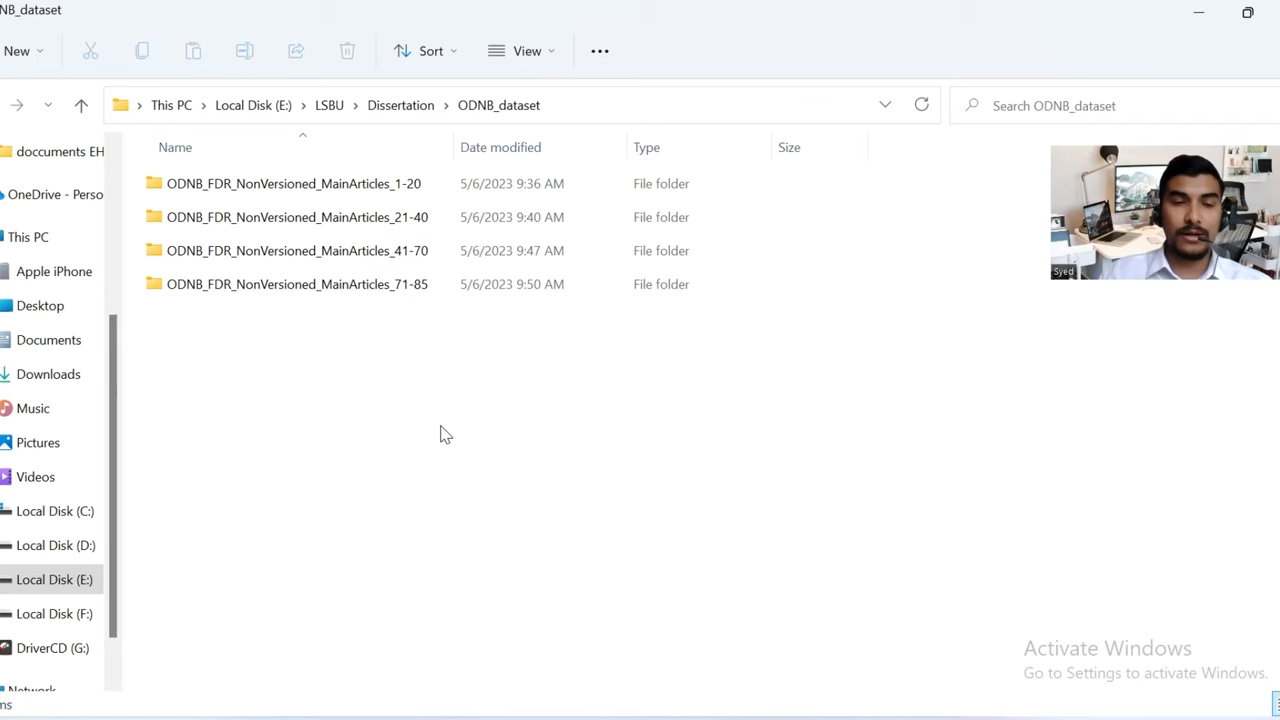 NB_dataset
New
Sort
View
This PC > Local Disk (E:) > LSBU > Dissertation > ODNB_dataset
Search ODNB_dataset
Name Date modified Type Size
ODNB_FDR_NonVersioned_MainArticles_1-20 5/6/2023 9:36 AM File folder
ODNB_FDR_NonVersioned_MainArticles_21-40 5/6/2023 9:40 AM File folder
ODNB_FDR_NonVersioned_MainArticles_41-70 5/6/2023 9:47 AM File folder
ODNB_FDR_NonVersioned_MainArticles_71-85 5/6/2023 9:50 AM File folder
doccuments EH
OneDrive - Perso
This PC
Apple iPhone
Desktop
Documents
Downloads
Music
Pictures
Videos
Local Disk (C:)
Local Disk (D:)
Local Disk (E:)
Local Disk (F:)
DriverCD (G:)
Network
ms
Syed
Activate Windows
Go to Settings to activate Windows.